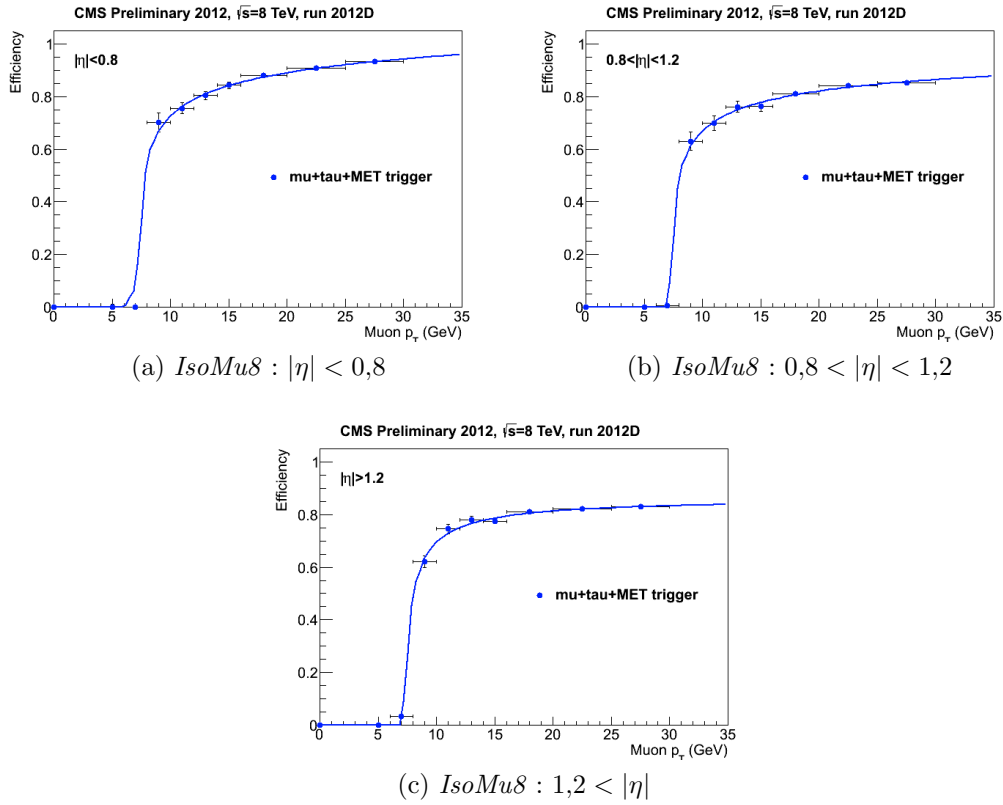 CMS Preliminary 2012, √s=8 TeV, run 2012D
Efficiency
1
0.8
0.6
0.4
0.2
0
|η|<0.8
mu+tau+MET trigger
0 5 10 15 20 25 30 35
Muon p_T (GeV)
(a) IsoMu8 : |η| < 0,8
CMS Preliminary 2012, √s=8 TeV, run 2012D
Efficiency
1
0.8
0.6
0.4
0.2
0
0.8<|η|<1.2
mu+tau+MET trigger
0 5 10 15 20 25 30 35
Muon p_T (GeV)
(b) IsoMu8 : 0,8 < |η| < 1,2
CMS Preliminary 2012, √s=8 TeV, run 2012D
Efficiency
1
0.8
0.6
0.4
0.2
0
|η|>1.2
mu+tau+MET trigger
0 5 10 15 20 25 30 35
Muon p_T (GeV)
(c) IsoMu8 : 1,2 < |η|